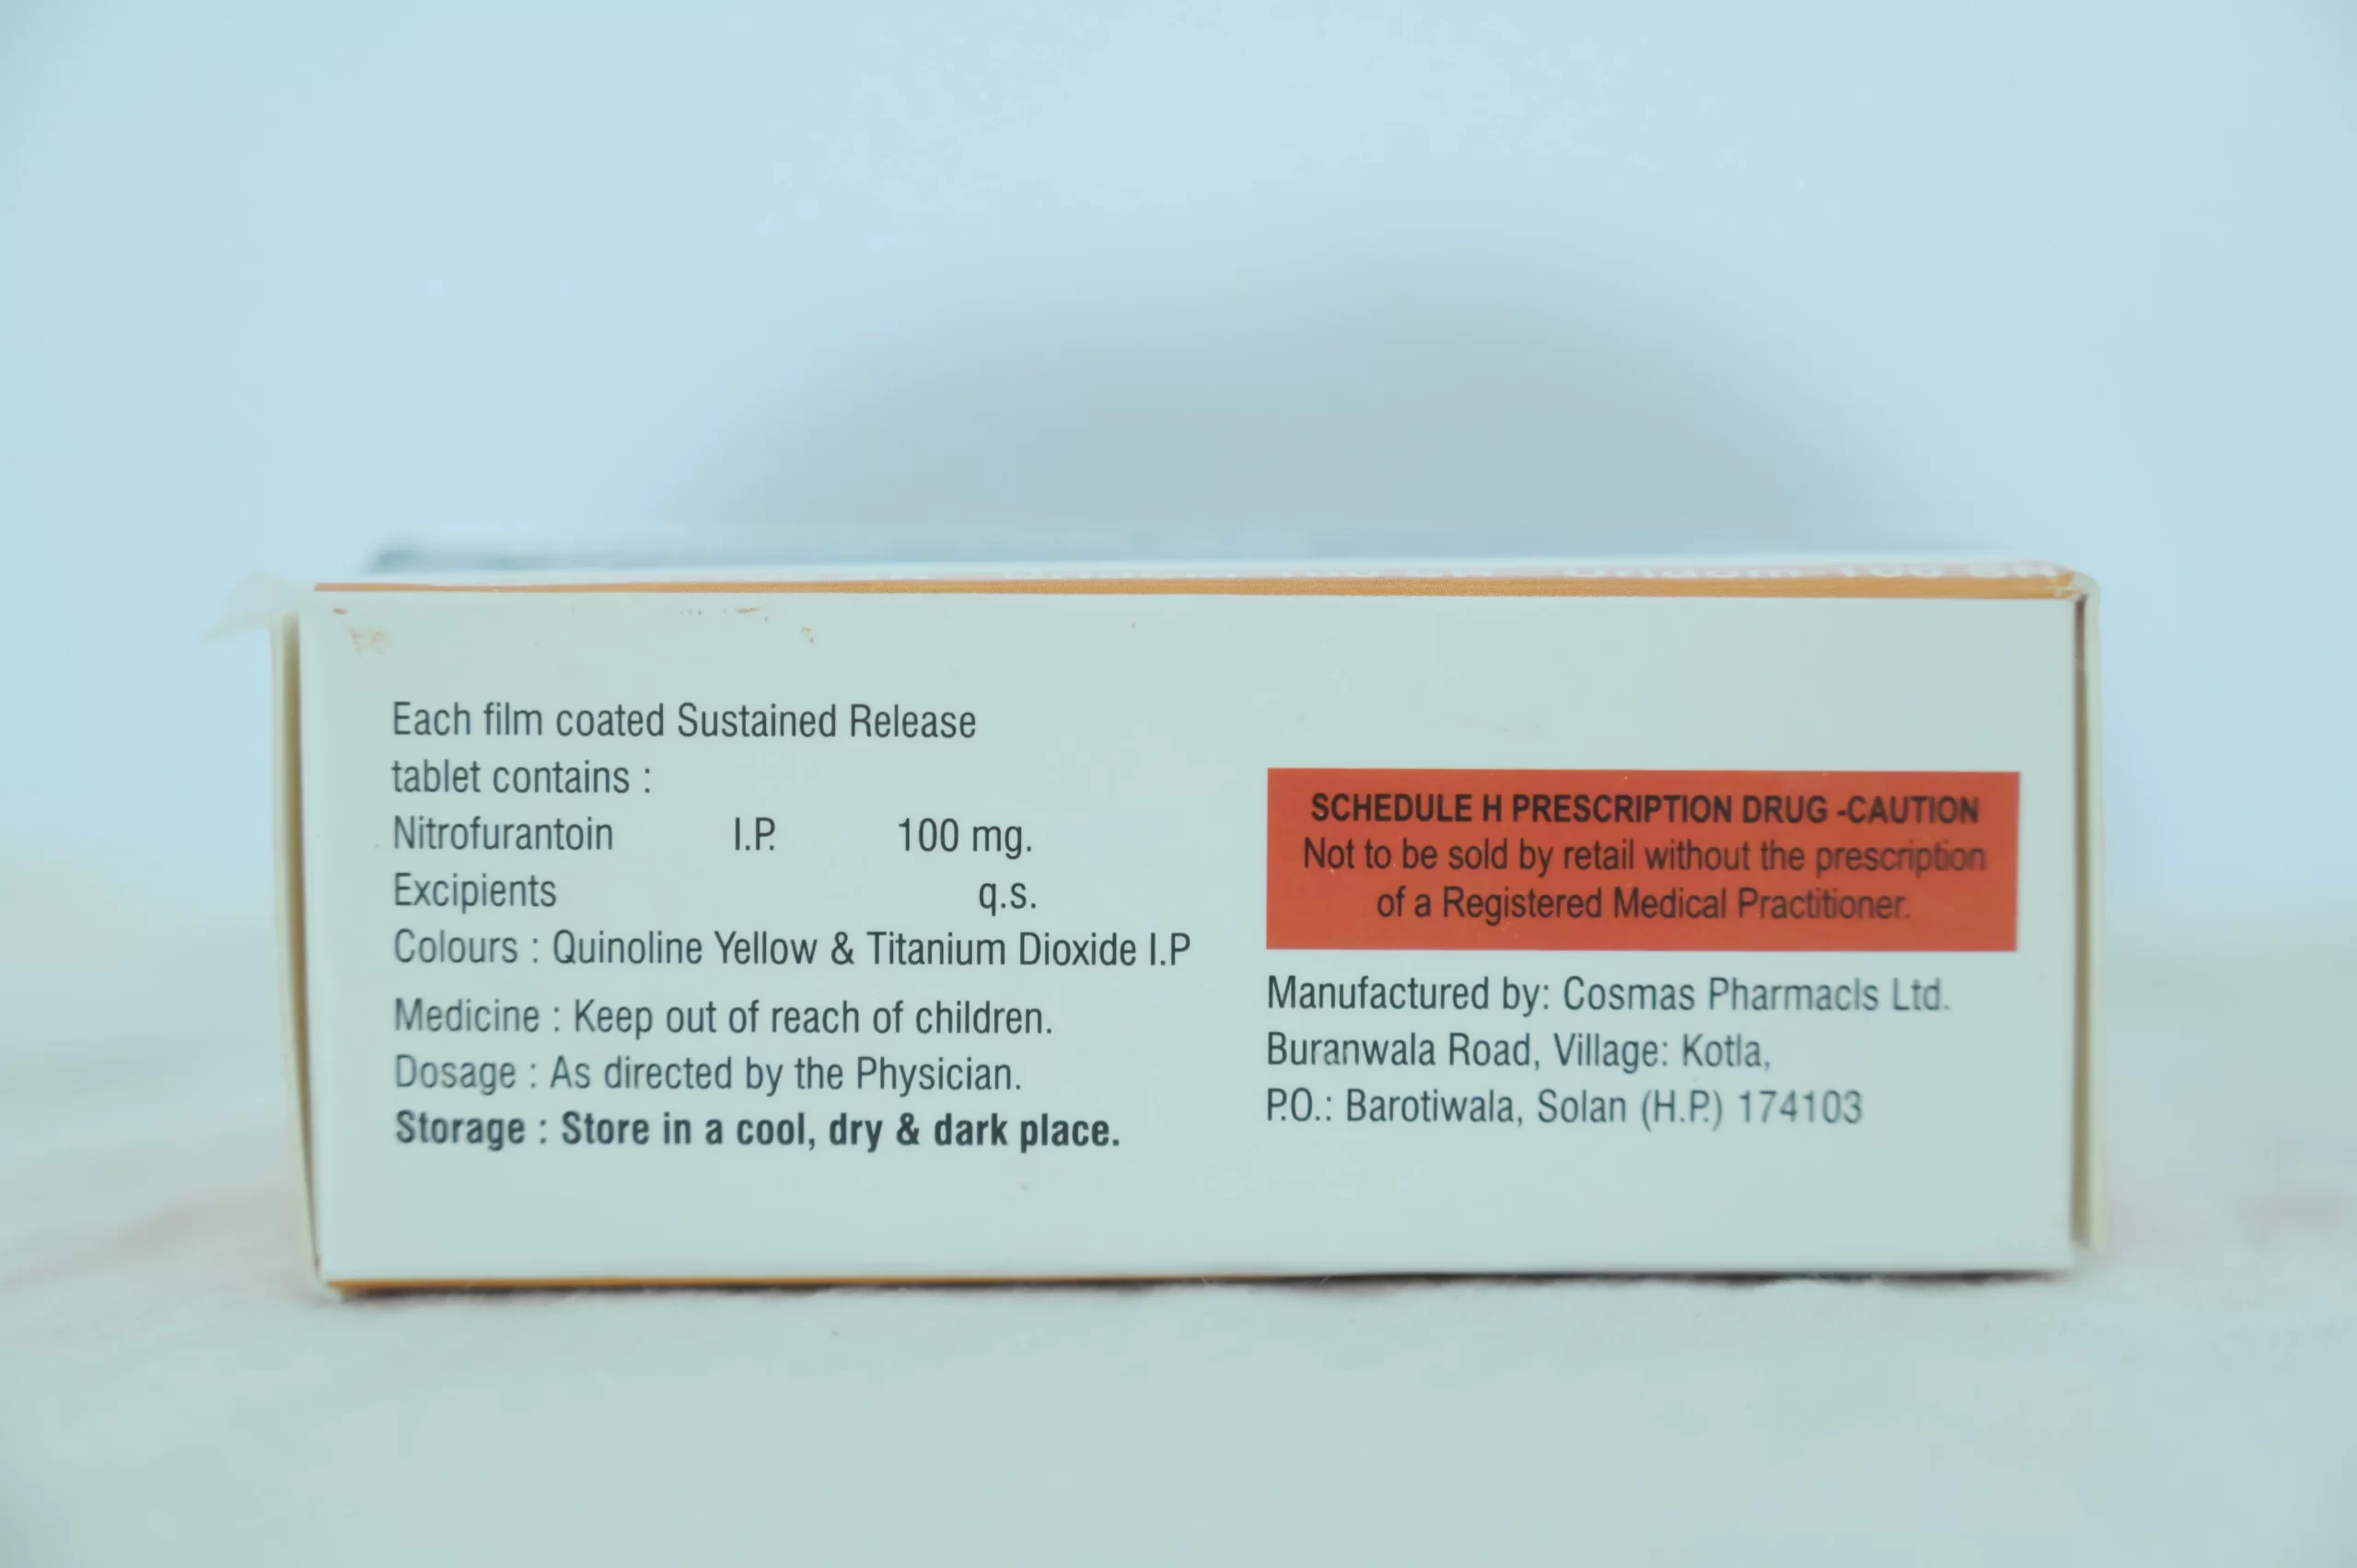 Each film coated Sustained Release
tablet contains :
Nitrofurantoin I.P. 100 mg.
Excipients q.s.
Colours : Quinoline Yellow & Titanium Dioxide I.P
Medicine : Keep out of reach of children.
Dosage : As directed by the Physician.
Storage : Store in a cool, dry & dark place.
SCHEDULE H PRESCRIPTION DRUG -CAUTION
Not to be sold by retail without the prescription
of a Registered Medical Practitioner.
Manufactured by: Cosmas Pharmacls Ltd.
Buranwala Road, Village: Kotla,
P.O.: Barotiwala, Solan (H.P.) 174103